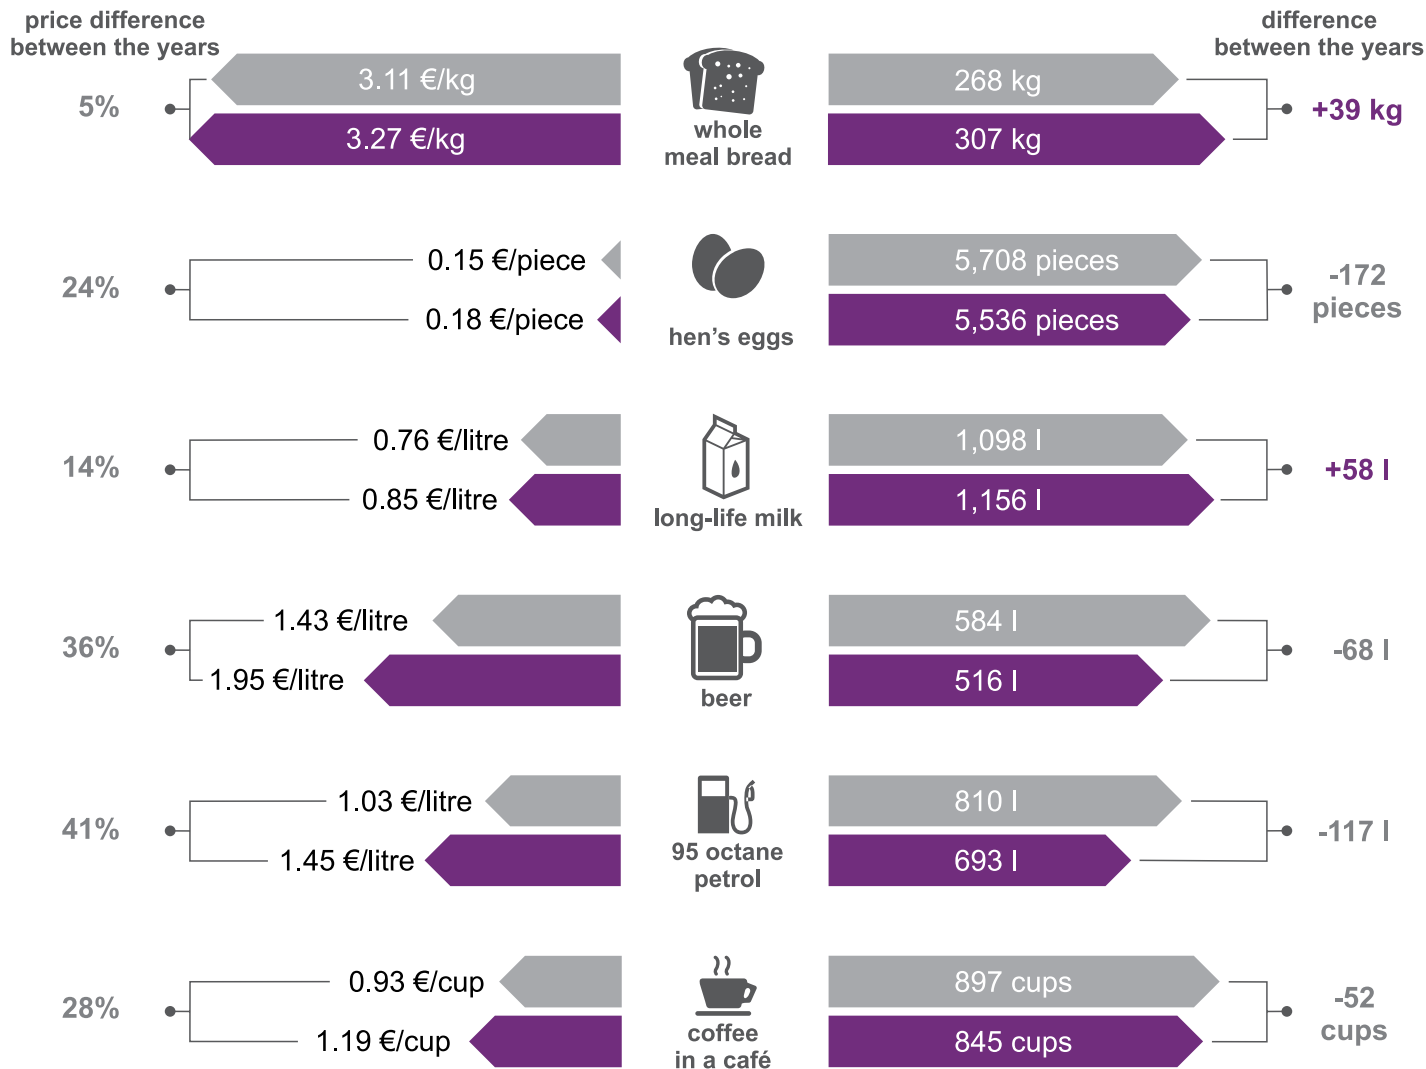 price difference
between the years
difference
between the years
3.11 €/kg
268 kg
5%
+39 kg
3.27 €/kg
307 kg
whole
meal bread
0.15 €/piece
5,708 pieces
24%
-172
pieces
0.18 €/piece
5,536 pieces
hen's eggs
0.76 €/litre
1,098 l
14%
+58 l
0.85 €/litre
1,156 l
long-life milk
1.43 €/litre
584 l
36%
-68 l
1.95 €/litre
516 l
beer
1.03 €/litre
810 l
41%
-117 l
1.45 €/litre
693 l
95 octane
petrol
0.93 €/cup
897 cups
28%
-52
cups
1.19 €/cup
845 cups
coffee
in a café